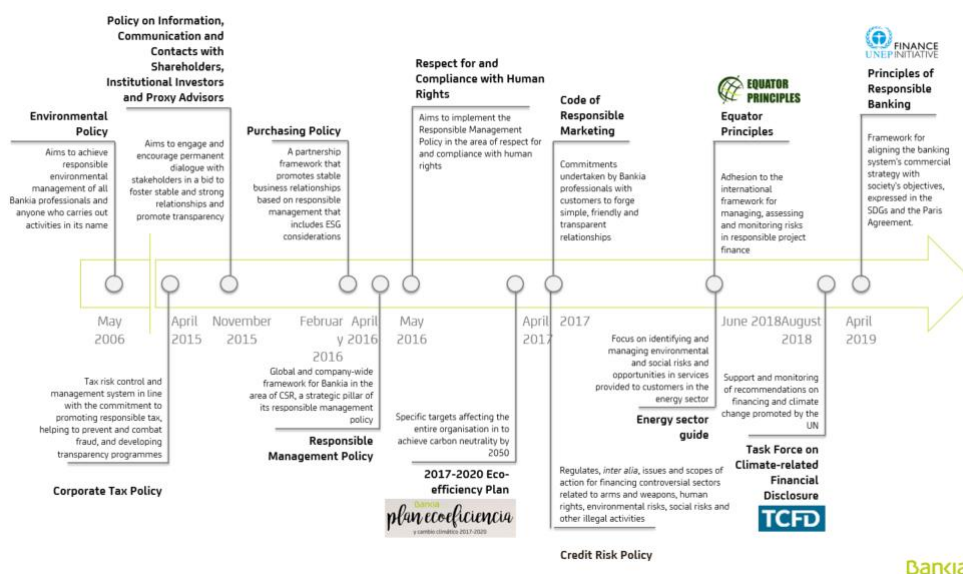 Policy on Information,
Communication and
Contacts with
Shareholders,
Institutional Investors
and Proxy Advisors
Aims to engage and
encourage permanent
dialogue with
stakeholders in a bid to
foster stable and strong
relationships and
promote transparency
Environmental
Policy
Aims to achieve
responsible
environmental
management of all
Bankia professionals and
anyone who carries out
activities in its name
Purchasing Policy
A partnership
framework that
promotes stable
business relationships
based on responsible
management that
includes ESG
considerations
Respect for and
Compliance with Human
Rights
Aims to implement the
Responsible Management
Policy in the area of respect
for and compliance with human
rights
Code of
Responsible
Marketing
Commitments
undertaken by Bankia
professionals with
customers to forge
simple, friendly and
transparent
relationships
EQUATOR
PRINCIPLES
Equator
Principles
Adhesion to the
international
framework for
managing, assessing
and monitoring risks
in responsible project
finance
UNEP
FINANCE
INITIATIVE
Principles of
Responsible
Banking
Framework for
aligning the banking
system's commercial
strategy with
society's objectives,
expressed in the
SDGs and the Paris
Agreement.
May
2006
April
2015
November
2015
Februar
y
2016
April
2016
May
2016
April
2017
2017
June 2018
August
2018
April
2019
Tax risk control and
management system in line
with the commitment to
promoting responsible tax,
helping to prevent and combat
fraud, and developing
transparency programmes
Corporate Tax Policy
Global and company-wide
framework for Bankia in the
area of CSR, a strategic pillar of
its responsible management
policy
Responsible
Management Policy
Specific targets affecting the
entire organisation in to
achieve carbon neutrality by
2050
2017-2020 Eco-
efficiency Plan
Bankia
plan ecoeficiencia
y cambio climático 2017-2020
Regulates, inter alia, issues and scopes of
action for financing controversial sectors
related to arms and weapons, human
rights, environmental risks, social risks and
other illegal activities
Credit Risk Policy
Focus on identifying and
managing environmental
and social risks and
opportunities in services
provided to customers in the
energy sector
Energy sector
guide
Support and monitoring
of recommendations on
financing and climate
change promoted by the
UN
Task Force on
Climate-related
Financial
Disclosure
TCFD
Bankia